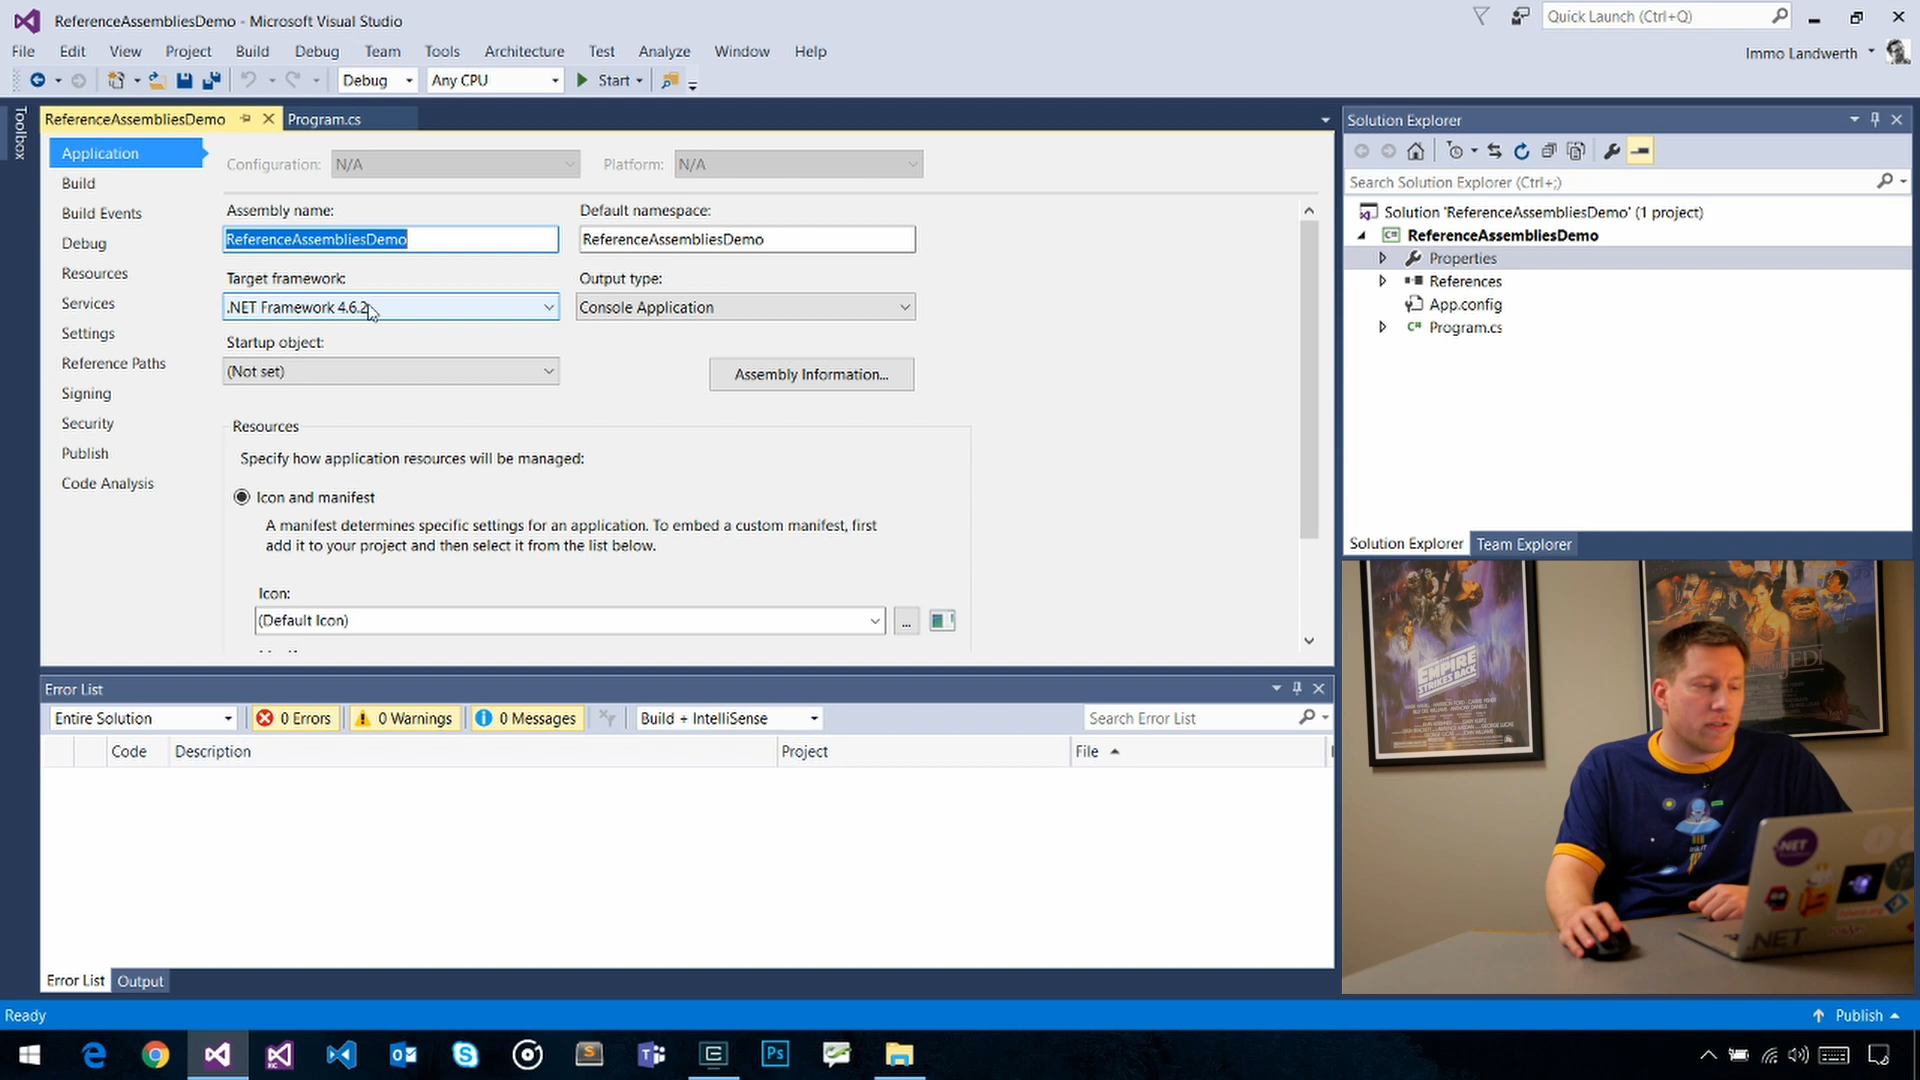 ReferenceAssembliesDemo - Microsoft Visual Studio
Quick Launch (Ctrl+Q)
File Edit View Project Build Debug Team Tools Architecture Test Analyze Window Help
Immo Landwerth
Debug Any CPU Start
Toolbox
ReferenceAssembliesDemo Program.cs
Application
Build
Build Events
Debug
Resources
Services
Settings
Reference Paths
Signing
Security
Publish
Code Analysis
Configuration: N/A Platform: N/A
Assembly name: Default namespace:
ReferenceAssembliesDemo ReferenceAssembliesDemo
Target framework: Output type:
.NET Framework 4.6.2 Console Application
Startup object:
(Not set) Assembly Information...
Resources
Specify how application resources will be managed:
Icon and manifest
A manifest determines specific settings for an application. To embed a custom manifest, first
add it to your project and then select it from the list below.
Icon:
(Default Icon) ...
Solution Explorer
Search Solution Explorer (Ctrl+;)
Solution 'ReferenceAssembliesDemo' (1 project)
C# ReferenceAssembliesDemo
Properties
References
App.config
C# Program.cs
Solution Explorer Team Explorer
THE
EMPIRE
STRIKES
BACK
JEDI
.NET
.NET
Error List
Entire Solution 0 Errors 0 Warnings 0 Messages Build + IntelliSense Search Error List
Code Description Project File
Error List Output
Ready Publish